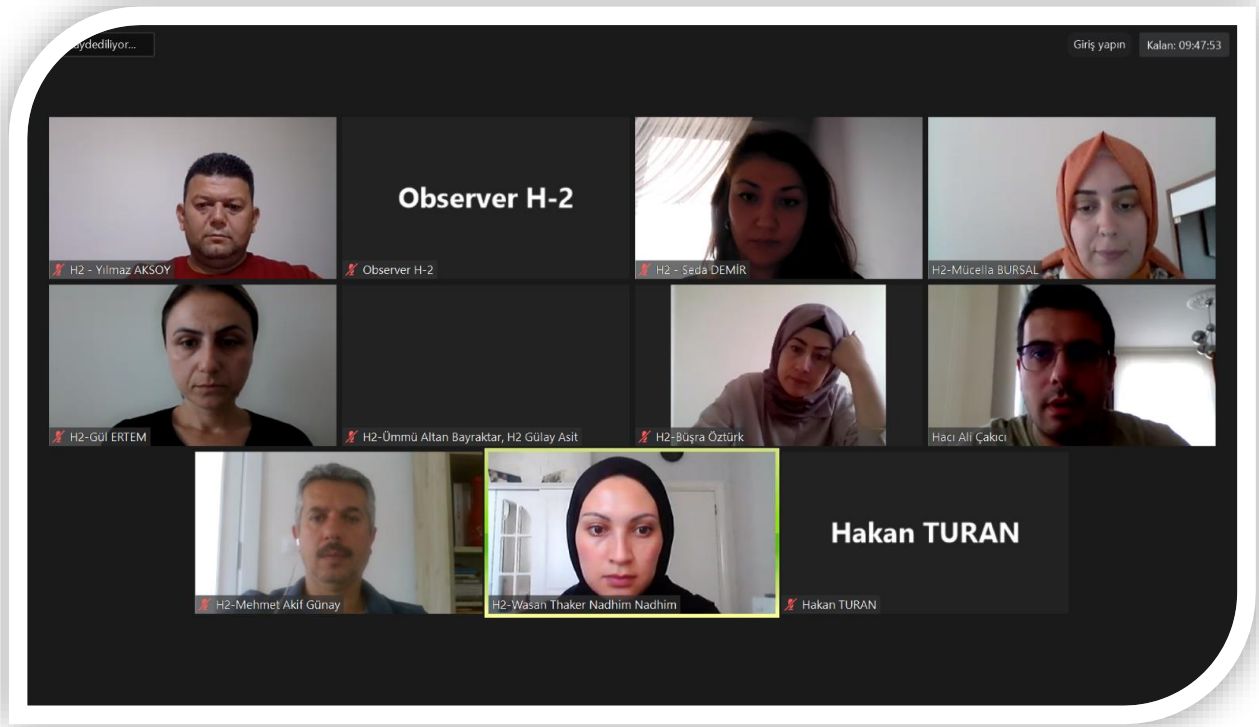 aydediliyor...
Giriş yapın
Kalan: 09:47:53
H2 - Yılmaz AKSOY
Observer H-2
Observer H-2
H2 - Seda DEMİR
H2-Mücella BURSAL
H2-Gül ERTEM
H2-Ümmü Altan Bayraktar, H2 Gülay Asit
H2-Büşra Öztürk
Hacı Ali Çakıcı
H2-Mehmet Akif Günay
H2-Wasan Thaker Nadhim Nadhim
Hakan TURAN
Hakan TURAN